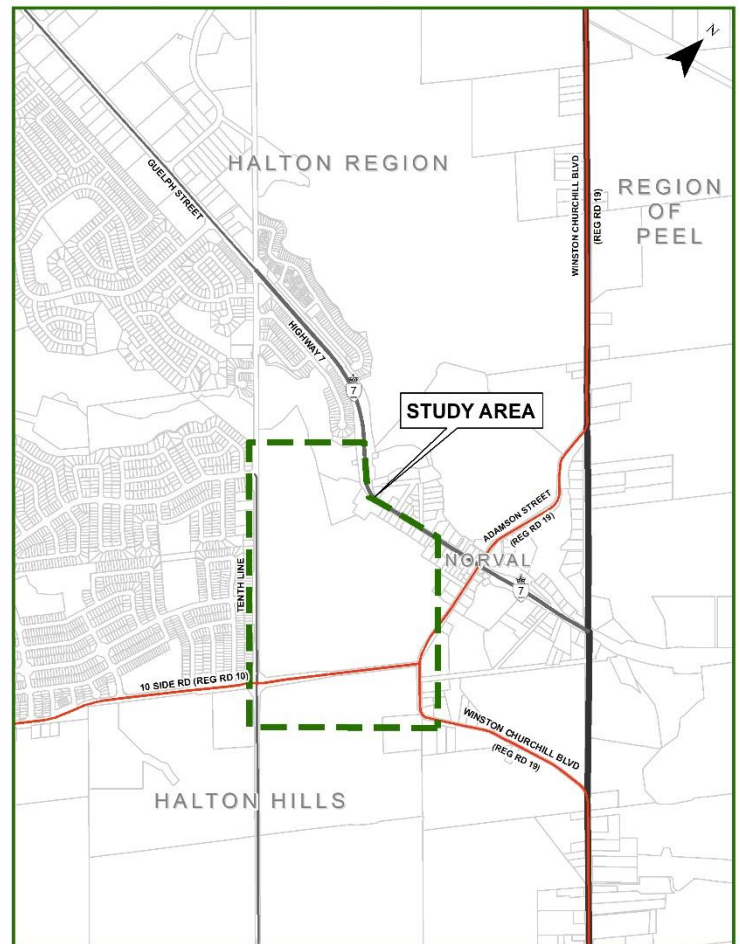 N
HALTON REGION
GUELPH STREET
WINSTON CHURCHILL BLVD
(REG RD 19)
REGION
OF
PEEL
HIGHWAY 7
7
STUDY AREA
ADAMSON STREET
(REG RD 19)
NORVAL
7
TENTH LINE
10 SIDE RD (REG RD 10)
WINSTON CHURCHILL BLVD
(REG RD 19)
HALTON HILLS